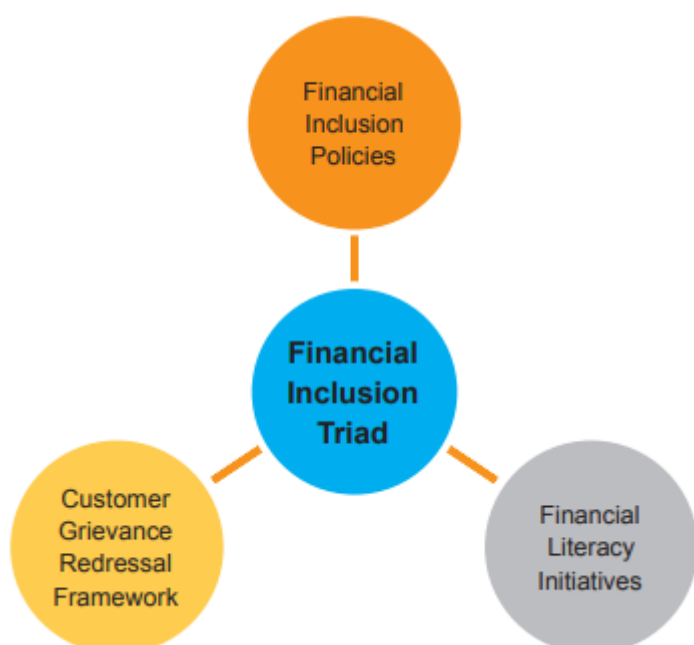 Financial
Inclusion
Policies
Financial
Inclusion
Triad
Customer
Grievance
Redressal
Framework
Financial
Literacy
Initiatives